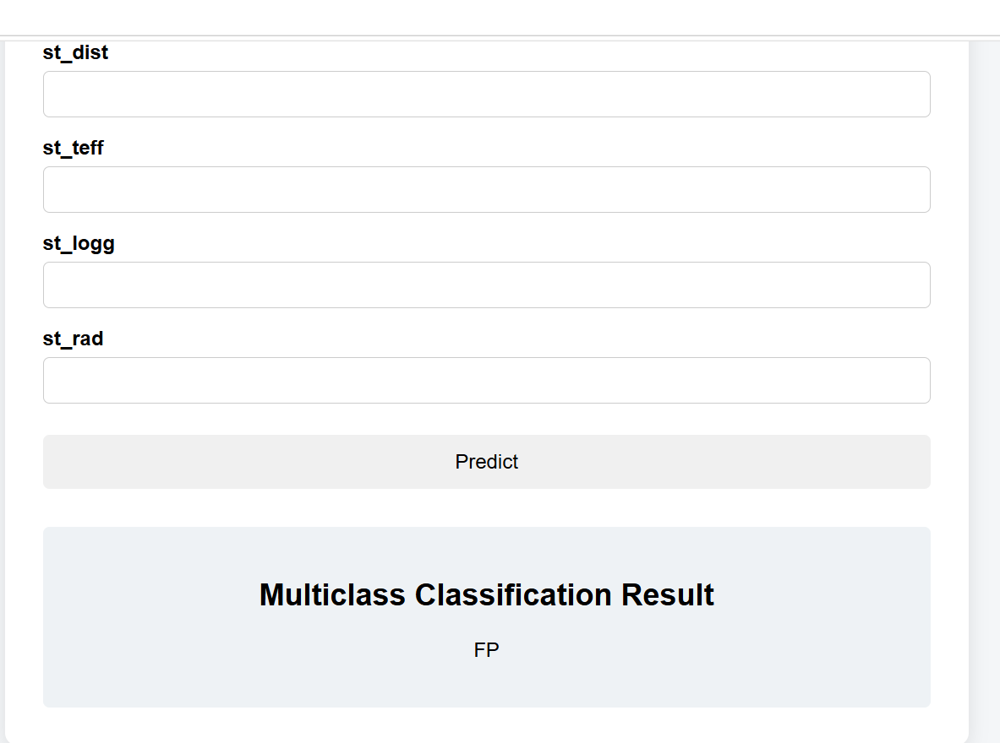 st_dist
st_teff
st_logg
st_rad
Predict
Multiclass Classification Result
FP